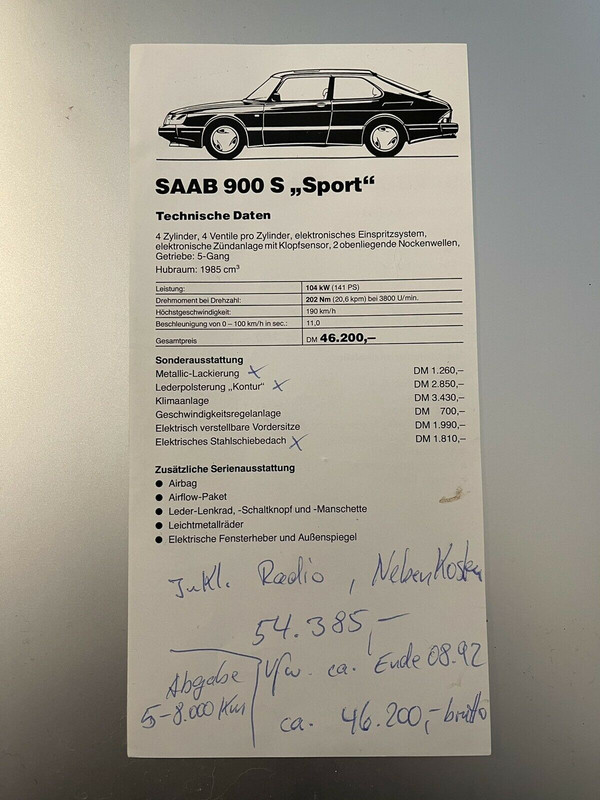 SAAB 900 S „Sport“
Technische Daten
4 Zylinder, 4 Ventile pro Zylinder, elektronisches Einspritzsystem,
elektronische Zündanlage mit Klopfsensor, 2 obenliegende Nockenwellen,
Getriebe: 5-Gang
Hubraum: 1985 cm³
Leistung: 104 kW (141 PS)
Drehmoment bei Drehzahl: 202 Nm (20,6 kpm) bei 3800 U/min.
Höchstgeschwindigkeit: 190 km/h
Beschleunigung von 0 – 100 km/h in sec.: 11,0
Gesamtpreis DM 46.200,–
Sonderausstattung
Metallic-Lackierung X DM 1.260,–
Lederpolsterung „Kontur“ X DM 2.850,–
Klimaanlage DM 3.430,–
Geschwindigkeitsregelanlage DM 700,–
Elektrisch verstellbare Vordersitze DM 1.990,–
Elektrisches Stahlschiebedach X DM 1.810,–
Zusätzliche Serienausstattung
● Airbag
● Airflow-Paket
● Leder-Lenkrad, -Schaltknopf und -Manschette
● Leichtmetallräder
● Elektrische Fensterheber und Außenspiegel
Inkl. Radio, Nebenkosten
54.385,–
Abgabe
5-8.000 Km
Vfw. ca. Ende 08.92
ca. 46.200,– brutto